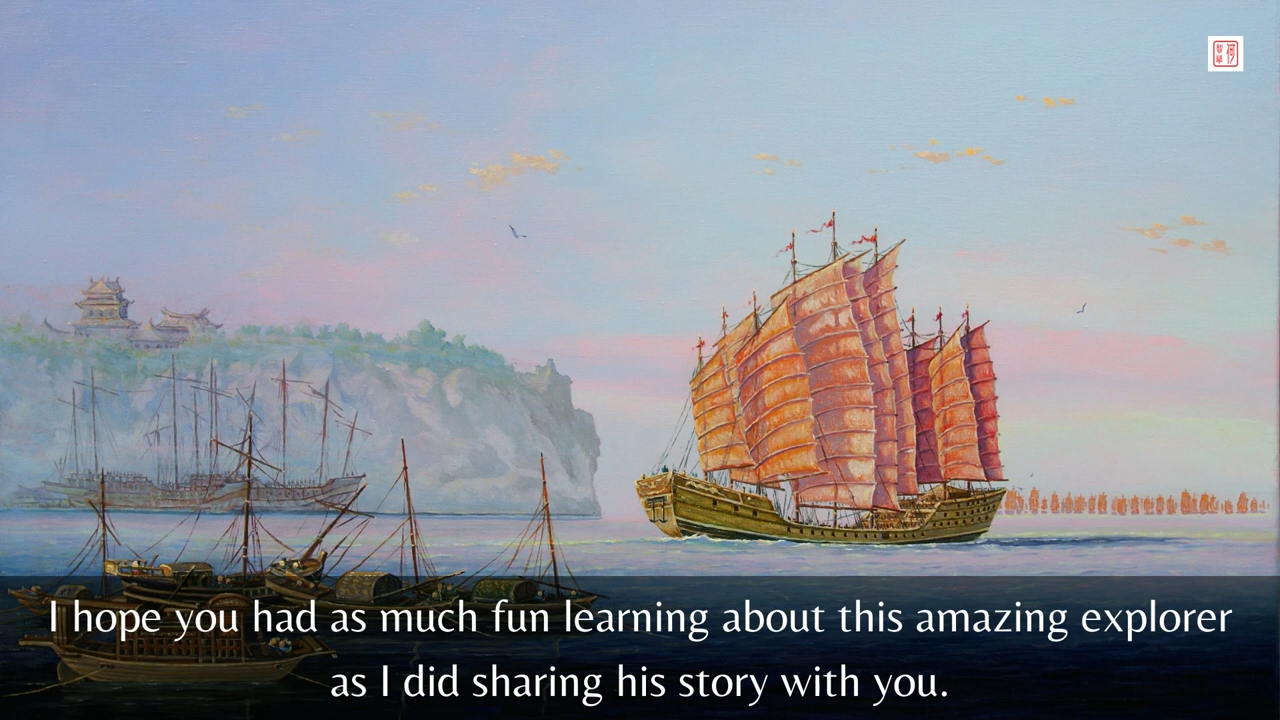 I hope you had as much fun learning about this amazing explorer
as I did sharing his story with you.